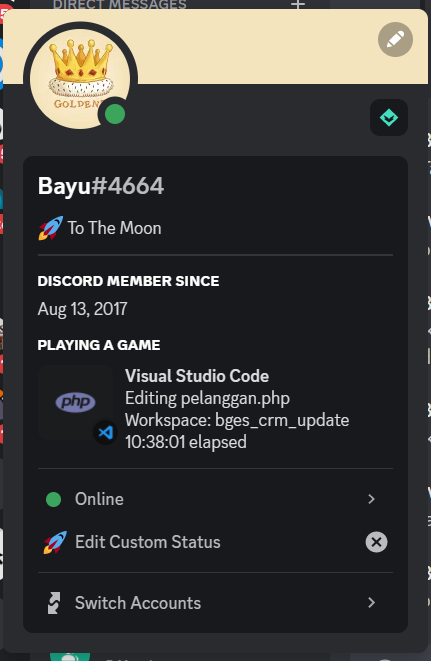 DIRECT MESSAGES
GOLDEN
Bayu#4664
To The Moon
DISCORD MEMBER SINCE
Aug 13, 2017
PLAYING A GAME
php
Visual Studio Code
Editing pelanggan.php
Workspace: bges_crm_update
10:38:01 elapsed
Online
Edit Custom Status
Switch Accounts